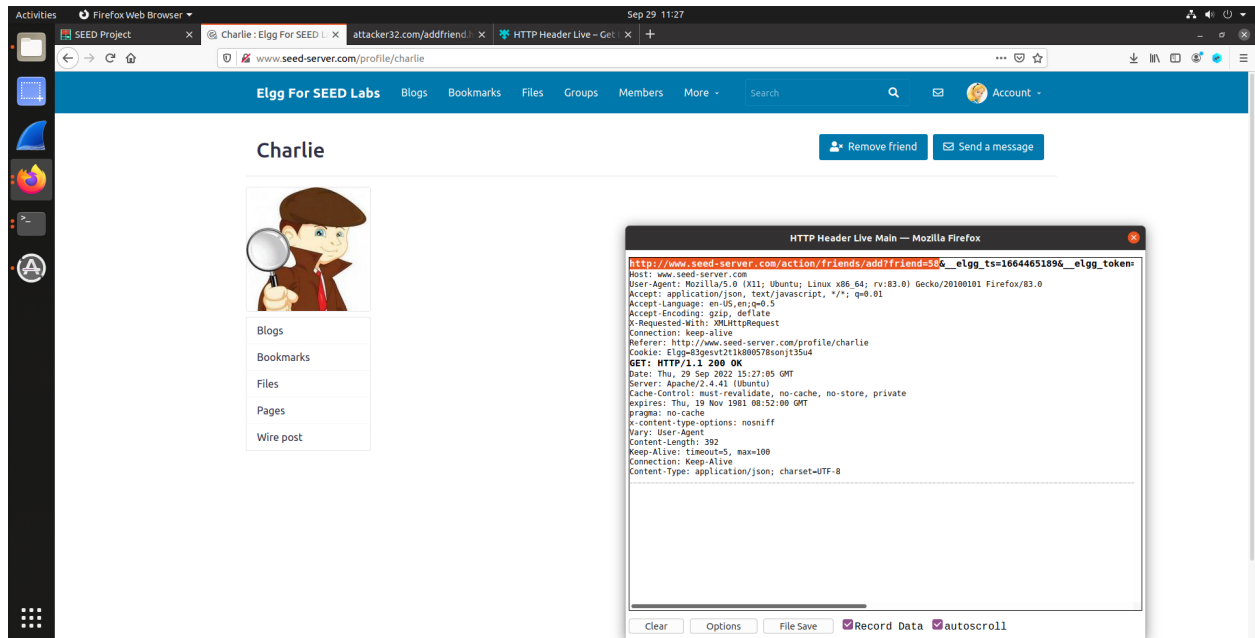 Activities Firefox Web Browser Sep 29 11:27
SEED Project Charlie : Elgg For SEED L attacker32.com/addfriend.h HTTP Header Live – Get
www.seed-server.com/profile/charlie
Elgg For SEED Labs Blogs Bookmarks Files Groups Members More Search Account
Charlie Remove friend Send a message
Blogs
Bookmarks
Files
Pages
Wire post
HTTP Header Live Main — Mozilla Firefox
http://www.seed-server.com/action/friends/add?friend=58&__elgg_ts=1664465189&__elgg_token=
Host: www.seed-server.com
User-Agent: Mozilla/5.0 (X11; Ubuntu; Linux x86_64; rv:83.0) Gecko/20100101 Firefox/83.0
Accept: application/json, text/javascript, */*; q=0.01
Accept-Language: en-US,en;q=0.5
Accept-Encoding: gzip, deflate
X-Requested-With: XMLHttpRequest
Connection: keep-alive
Referer: http://www.seed-server.com/profile/charlie
Cookie: Elgg=83gesvt2t1k800578sonjt35u4
GET: HTTP/1.1 200 OK
Date: Thu, 29 Sep 2022 15:27:05 GMT
Server: Apache/2.4.41 (Ubuntu)
Cache-Control: must-revalidate, no-cache, no-store, private
expires: Thu, 19 Nov 1981 08:52:00 GMT
pragma: no-cache
x-content-type-options: nosniff
Vary: User-Agent
Content-Length: 392
Keep-Alive: timeout=5, max=100
Connection: Keep-Alive
Content-Type: application/json; charset=UTF-8
Clear Options File Save Record Data autoscroll